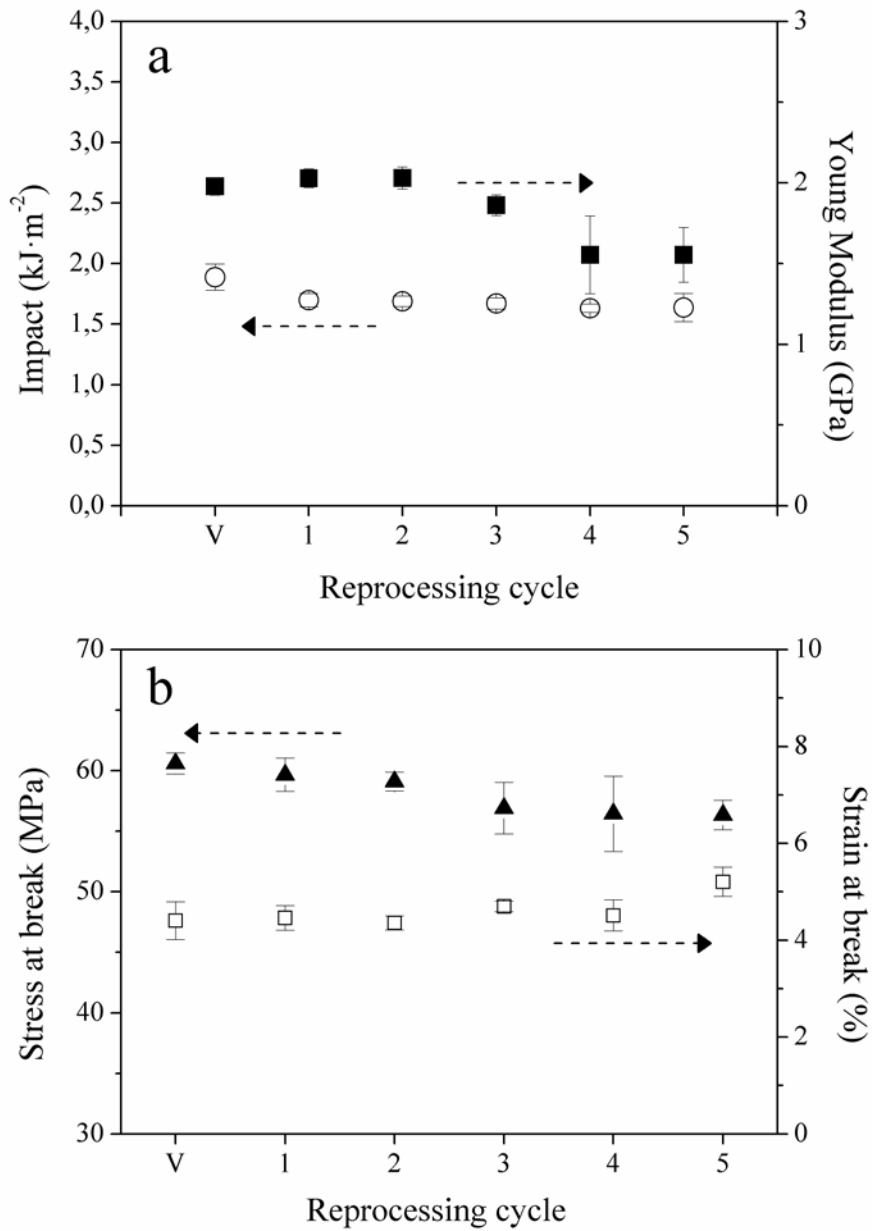 a
4,0
3,5
3,0
2,5
2,0
1,5
1,0
0,5
0,0
Impact (kJ·m⁻²)
3
2
1
0
Young Modulus (GPa)
V 1 2 3 4 5
Reprocessing cycle
b
70
60
50
40
30
Stress at break (MPa)
10
8
6
4
2
0
Strain at break (%)
V 1 2 3 4 5
Reprocessing cycle